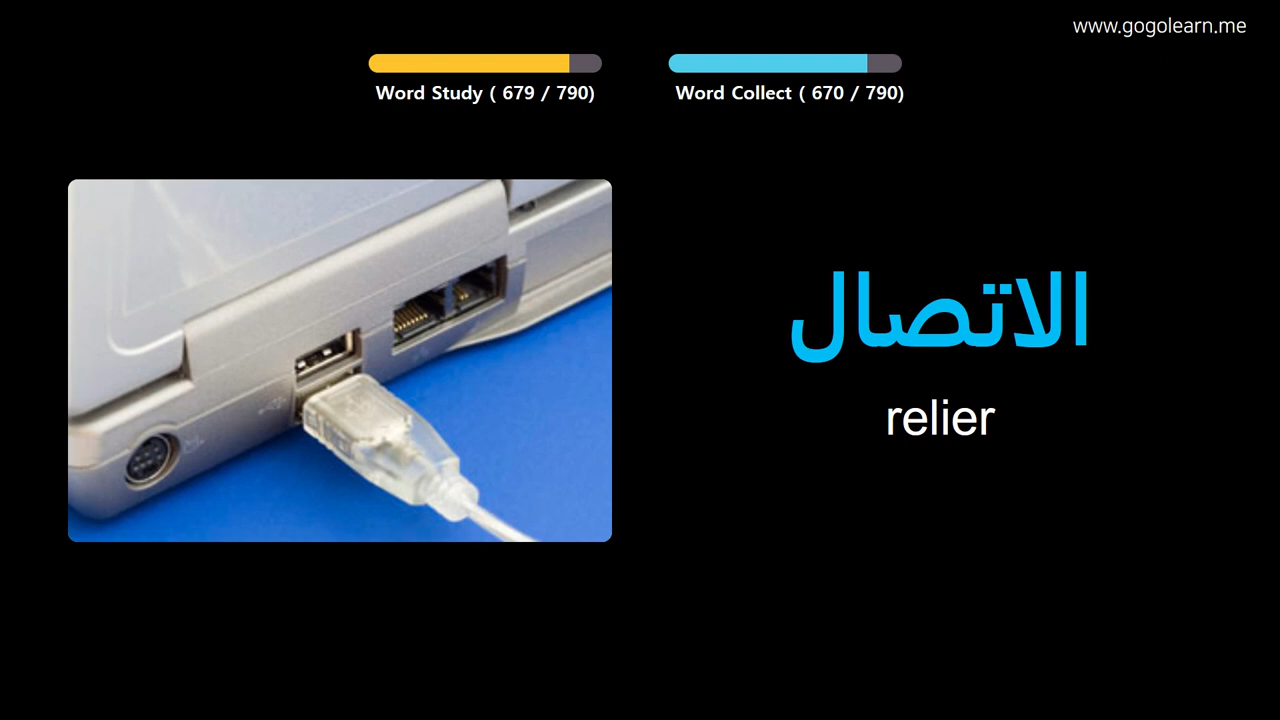 www.gogolearn.me
Word Study ( 679 / 790)
Word Collect ( 670 / 790)
الاتصال
relier